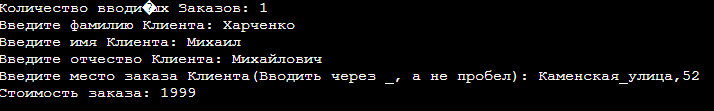 Количество вводи�ых Заказов: 1
Введите фамилию Клиента: Харченко
Введите имя Клиента: Михаил
Введите отчество Клиента: Михайлович
Введите место заказа Клиента(Вводить через _, а не пробел): Каменская_улица,52
Стоимость заказа: 1999